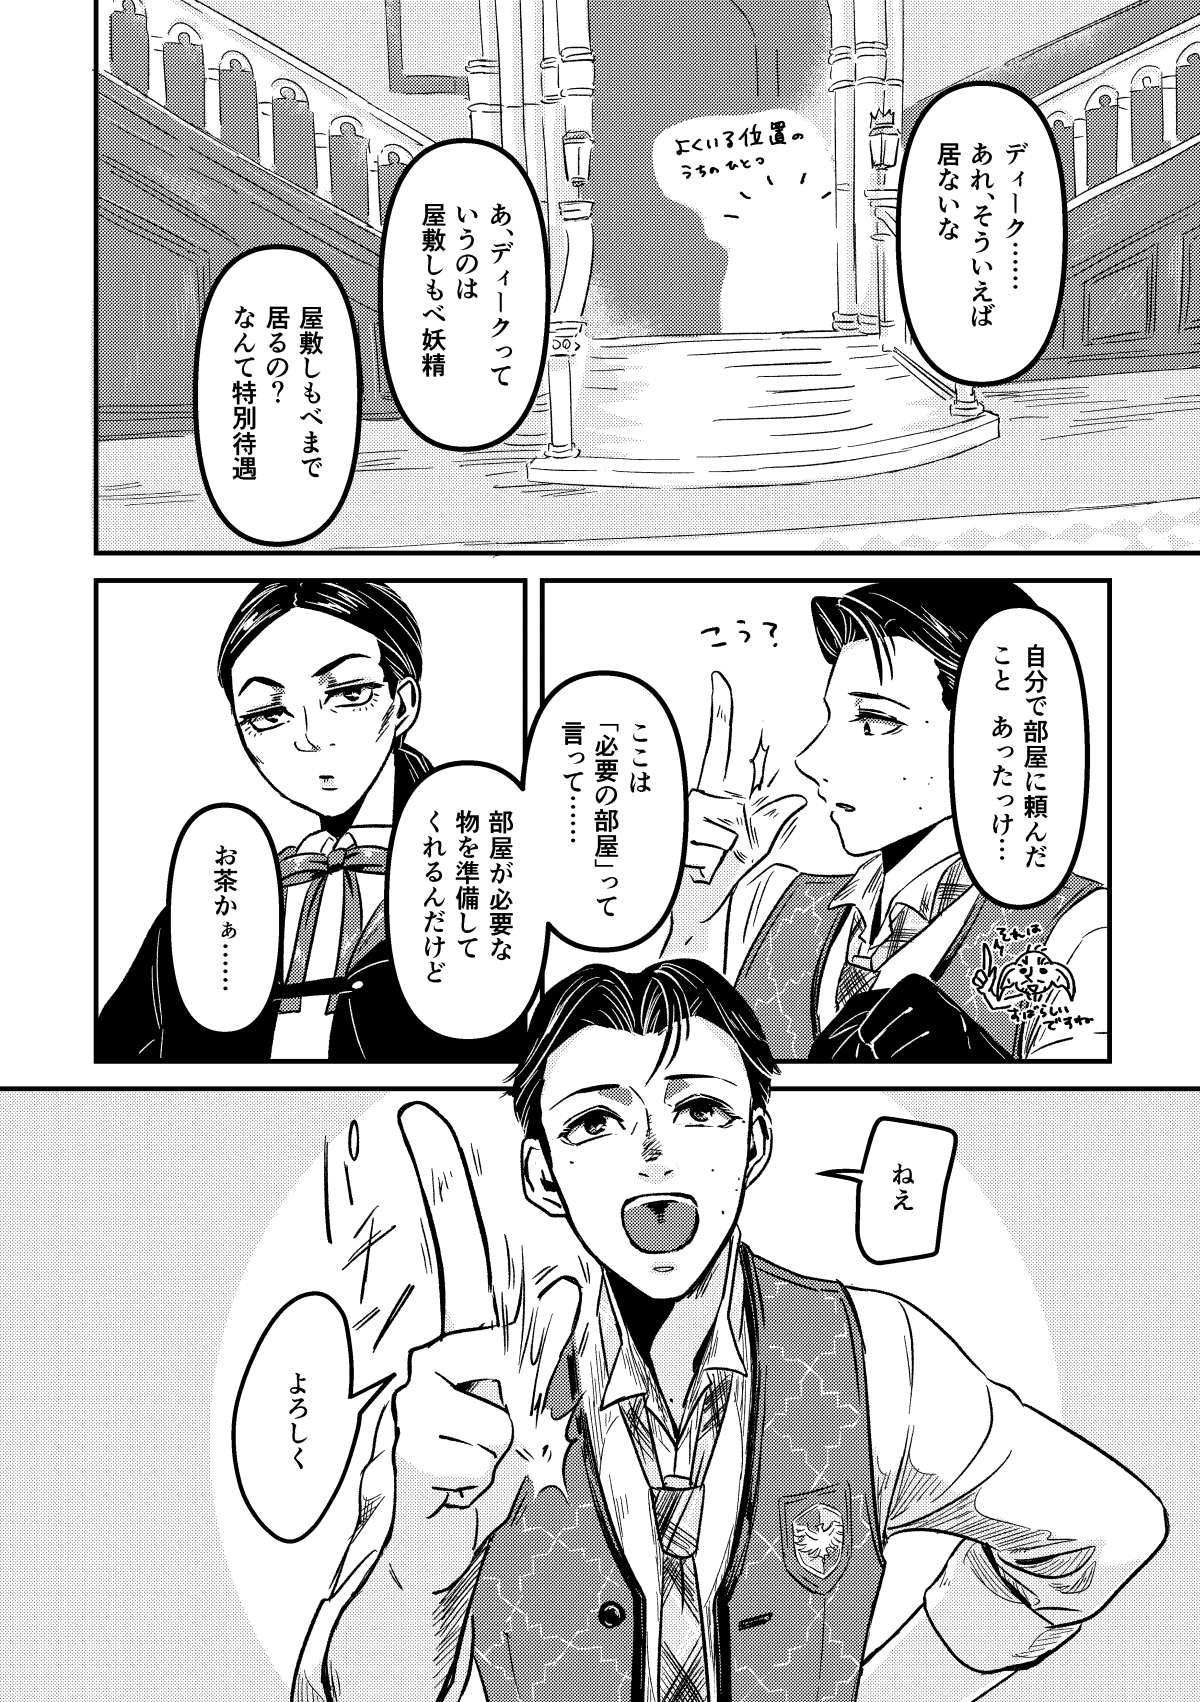 ディーク……
あれ、そういえば
居ないな
よくいる位置の
うちのひとつ
あ、ディークって
いうのは
屋敷しもべ妖精
屋敷しもべまで
居るの？
なんて特別待遇
自分で部屋に頼んだ
こと　あったっけ…
それは
すばらしい
ですね
こう？
ここは
「必要の部屋」って
言って……
部屋が必要な
物を準備して
くれるんだけど
お茶かぁ……
ねえ
よろしく